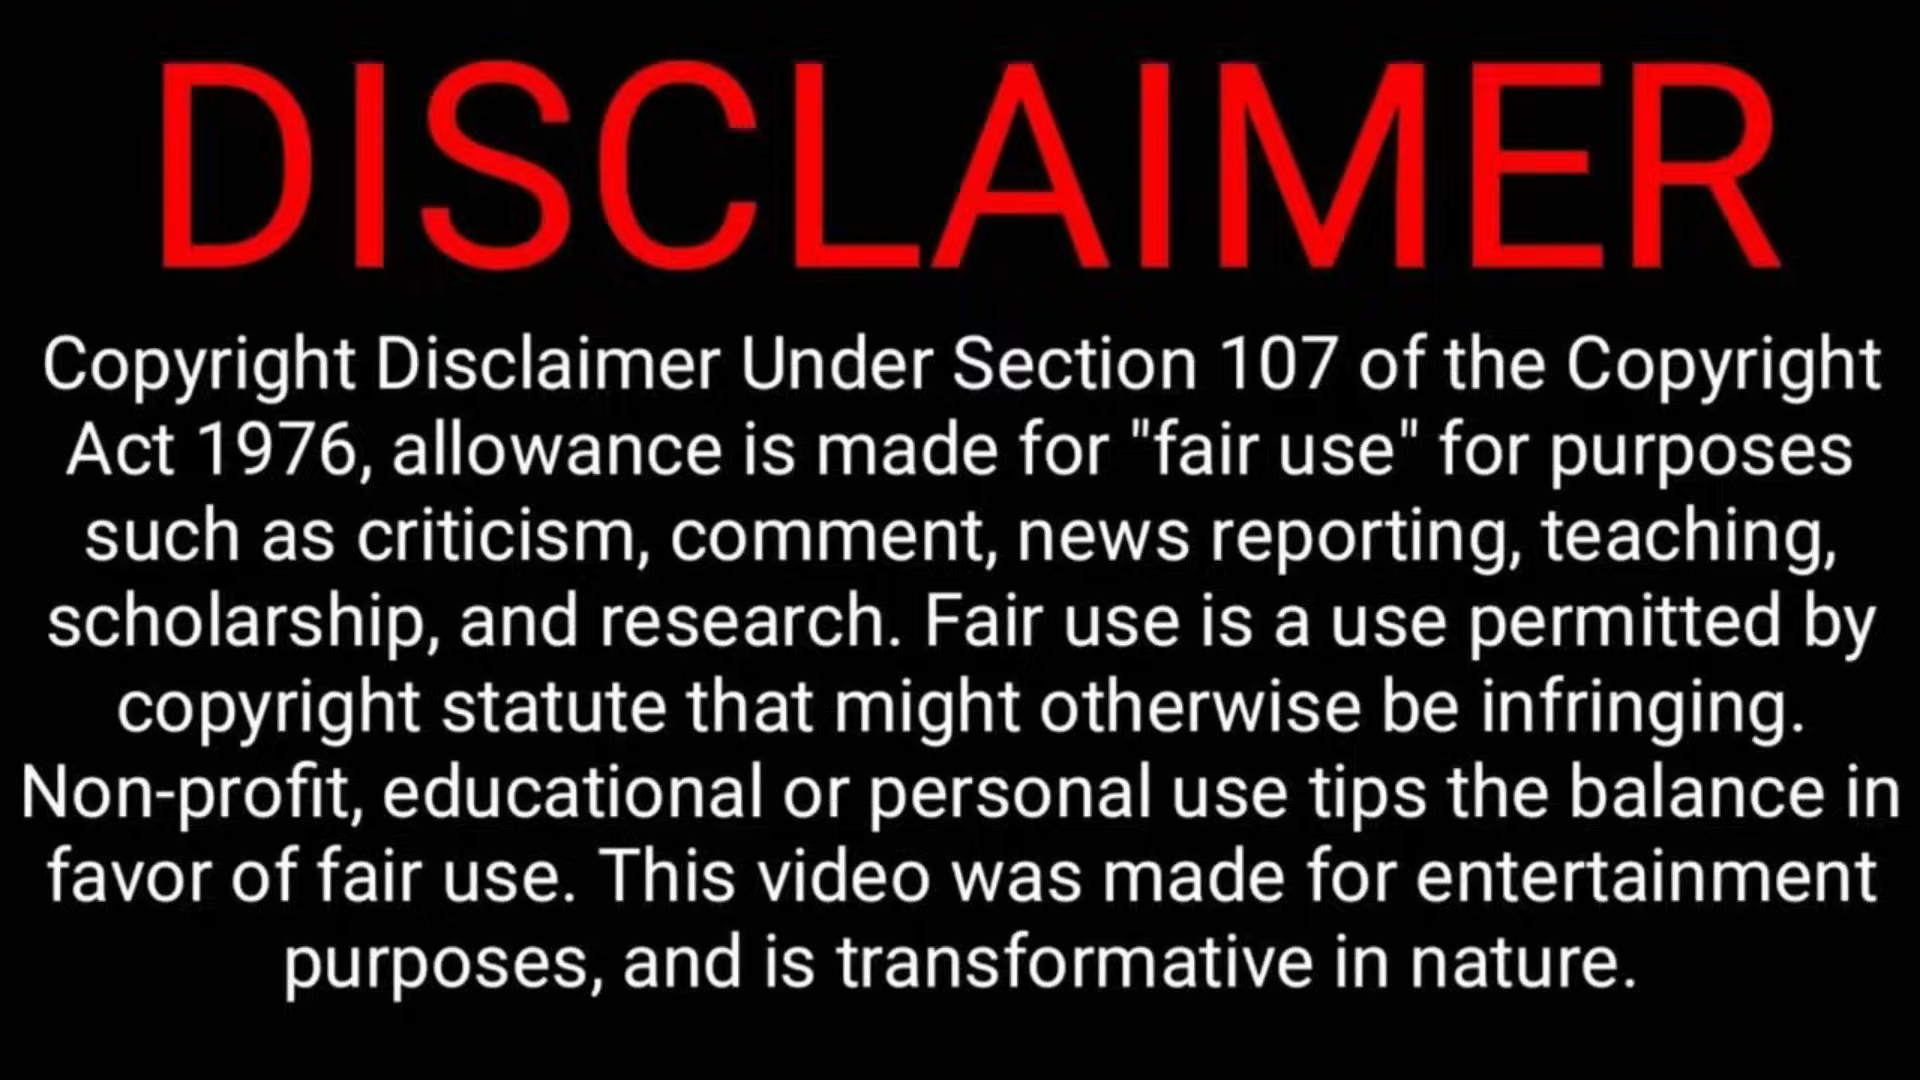 DISCLAIMER
Copyright Disclaimer Under Section 107 of the Copyright
Act 1976, allowance is made for "fair use" for purposes
such as criticism, comment, news reporting, teaching,
scholarship, and research. Fair use is a use permitted by
copyright statute that might otherwise be infringing.
Non-profit, educational or personal use tips the balance in
favor of fair use. This video was made for entertainment
purposes, and is transformative in nature.